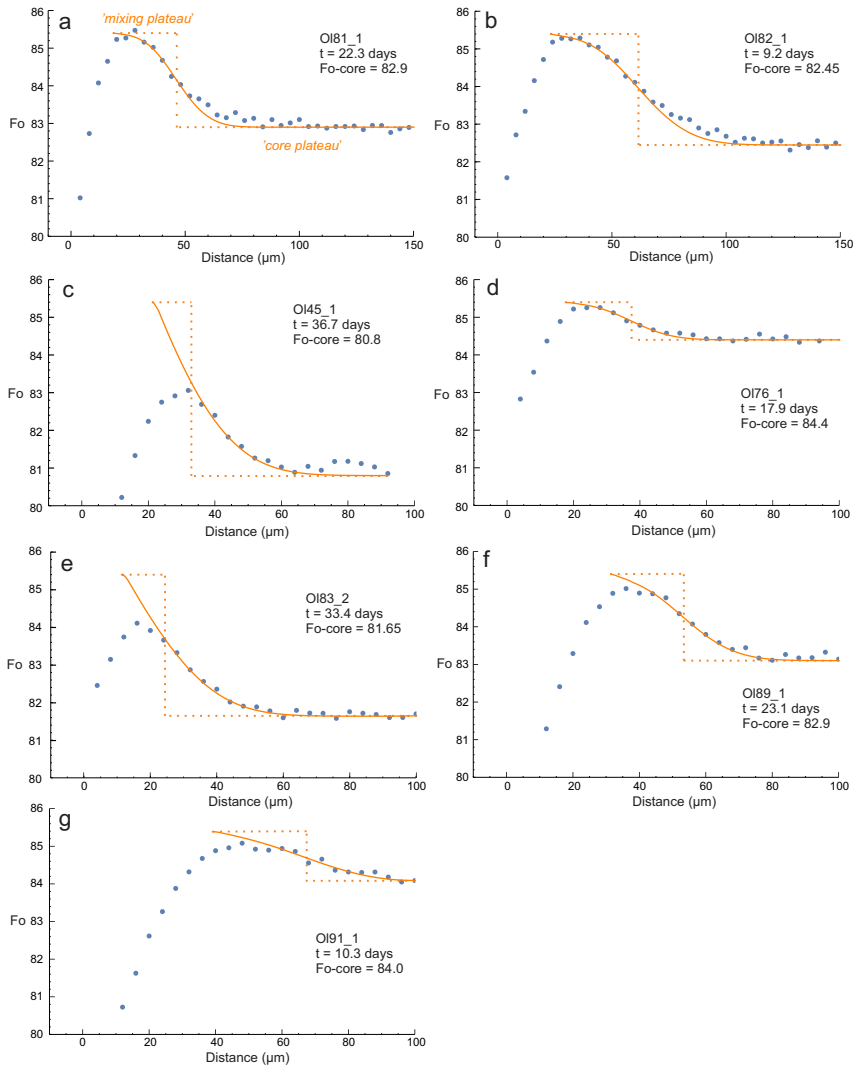 a
'mixing plateau'
Ol81_1
t = 22.3 days
Fo-core = 82.9
'core plateau'
Fo
86
85
84
83
82
81
80
0
50
100
150
Distance (µm)
b
Ol82_1
t = 9.2 days
Fo-core = 82.45
86
85
84
83
82
81
80
0
50
100
150
Distance (µm)
c
Ol45_1
t = 36.7 days
Fo-core = 80.8
Fo
86
85
84
83
82
81
80
0
20
40
60
80
100
Distance (µm)
d
Ol76_1
t = 17.9 days
Fo-core = 84.4
86
85
84
83
82
81
80
0
20
40
60
80
100
Distance (µm)
e
Ol83_2
t = 33.4 days
Fo-core = 81.65
Fo
86
85
84
83
82
81
80
0
20
40
60
80
100
Distance (µm)
f
Ol89_1
t = 23.1 days
Fo-core = 82.9
86
85
84
83
82
81
80
0
20
40
60
80
100
Distance (µm)
g
Ol91_1
t = 10.3 days
Fo-core = 84.0
Fo
86
85
84
83
82
81
80
0
20
40
60
80
100
Distance (µm)